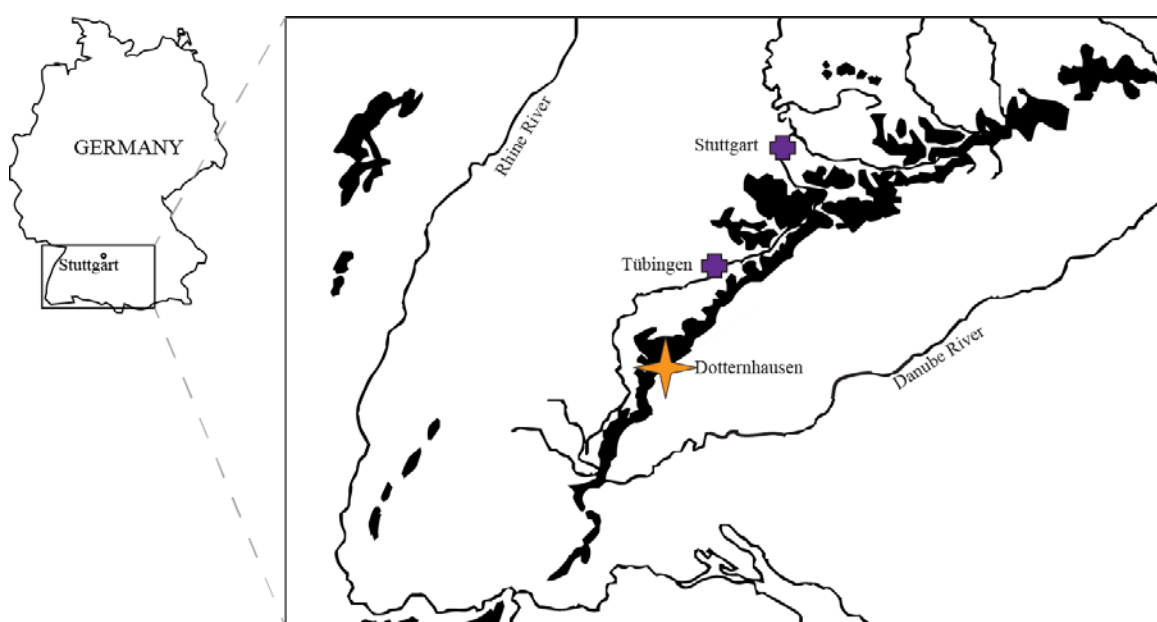 GERMANY
Stuttgart
Rhine River
Stuttgart
Tübingen
Dotternhausen
Danube River